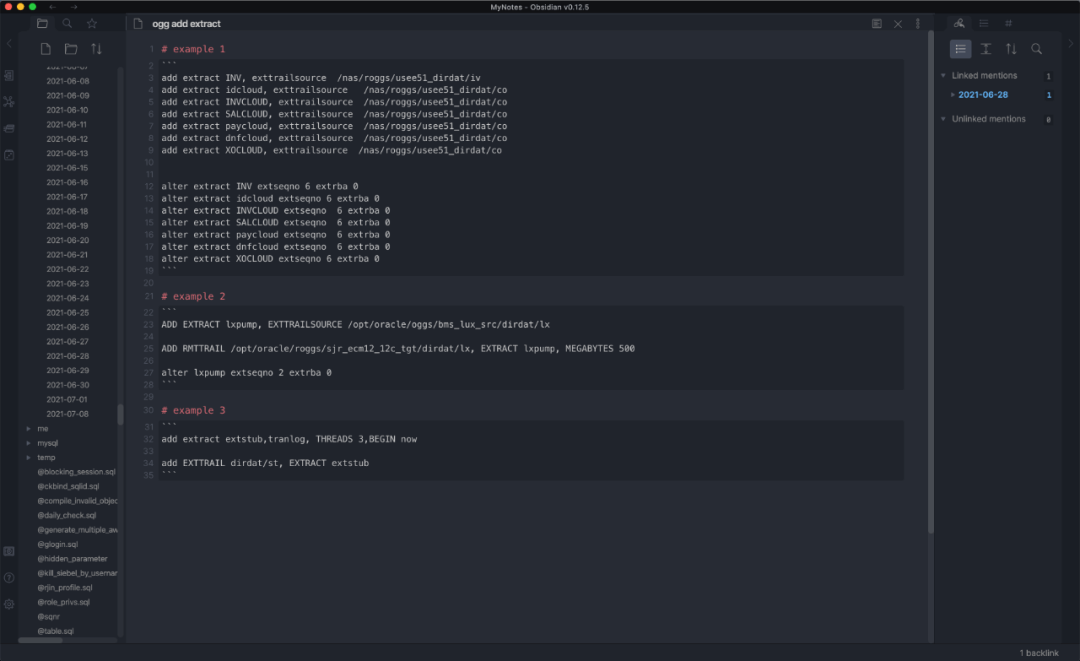 MyNotes - Obsidian v0.12.5
ogg add extract
2021-06-07
2021-06-08
2021-06-09
2021-06-10
2021-06-11
2021-06-12
2021-06-13
2021-06-15
2021-06-16
2021-06-17
2021-06-18
2021-06-19
2021-06-20
2021-06-21
2021-06-22
2021-06-23
2021-06-24
2021-06-25
2021-06-26
2021-06-27
2021-06-28
2021-06-29
2021-06-30
2021-07-01
2021-07-08
me
mysql
temp
@blocking_session.sql
@ckbind_sqlid.sql
@compile_invalid_objec
@daily_check.sql
@generate_multiple_aw
@glogin.sql
@hidden_parameter
@kill_siebel_by_usernar
@rjin_profile.sql
@role_privs.sql
@sqnr
@table.sql
1 # example 1
2 ```
3 add extract INV, exttrailsource  /nas/roggs/usee51_dirdat/iv
4 add extract idcloud, exttrailsource   /nas/roggs/usee51_dirdat/co
5 add extract INVCLOUD, exttrailsource  /nas/roggs/usee51_dirdat/co
6 add extract SALCLOUD, exttrailsource  /nas/roggs/usee51_dirdat/co
7 add extract paycloud, exttrailsource  /nas/roggs/usee51_dirdat/co
8 add extract dnfcloud, exttrailsource  /nas/roggs/usee51_dirdat/co
9 add extract XOCLOUD, exttrailsource  /nas/roggs/usee51_dirdat/co
10
11
12 alter extract INV extseqno 6 extrba 0
13 alter extract idcloud extseqno 6 extrba 0
14 alter extract INVCLOUD extseqno  6 extrba 0
15 alter extract SALCLOUD extseqno  6 extrba 0
16 alter extract paycloud extseqno  6 extrba 0
17 alter extract dnfcloud extseqno  6 extrba 0
18 alter extract XOCLOUD extseqno 6 extrba 0
19 ```
20
21 # example 2
22 ```
23 ADD EXTRACT lxpump, EXTTRAILSOURCE /opt/oracle/oggs/bms_lux_src/dirdat/lx
24
25 ADD RMTTRAIL /opt/oracle/roggs/sjr_ecm12_12c_tgt/dirdat/lx, EXTRACT lxpump, MEGABYTES 500
26
27 alter lxpump extseqno 2 extrba 0
28 ```
29
30 # example 3
31 ```
32 add extract extstub,tranlog, THREADS 3,BEGIN now
33
34 add EXTTRAIL dirdat/st, EXTRACT extstub
35 ```
Linked mentions 1
2021-06-28 1
Unlinked mentions 0
1 backlink